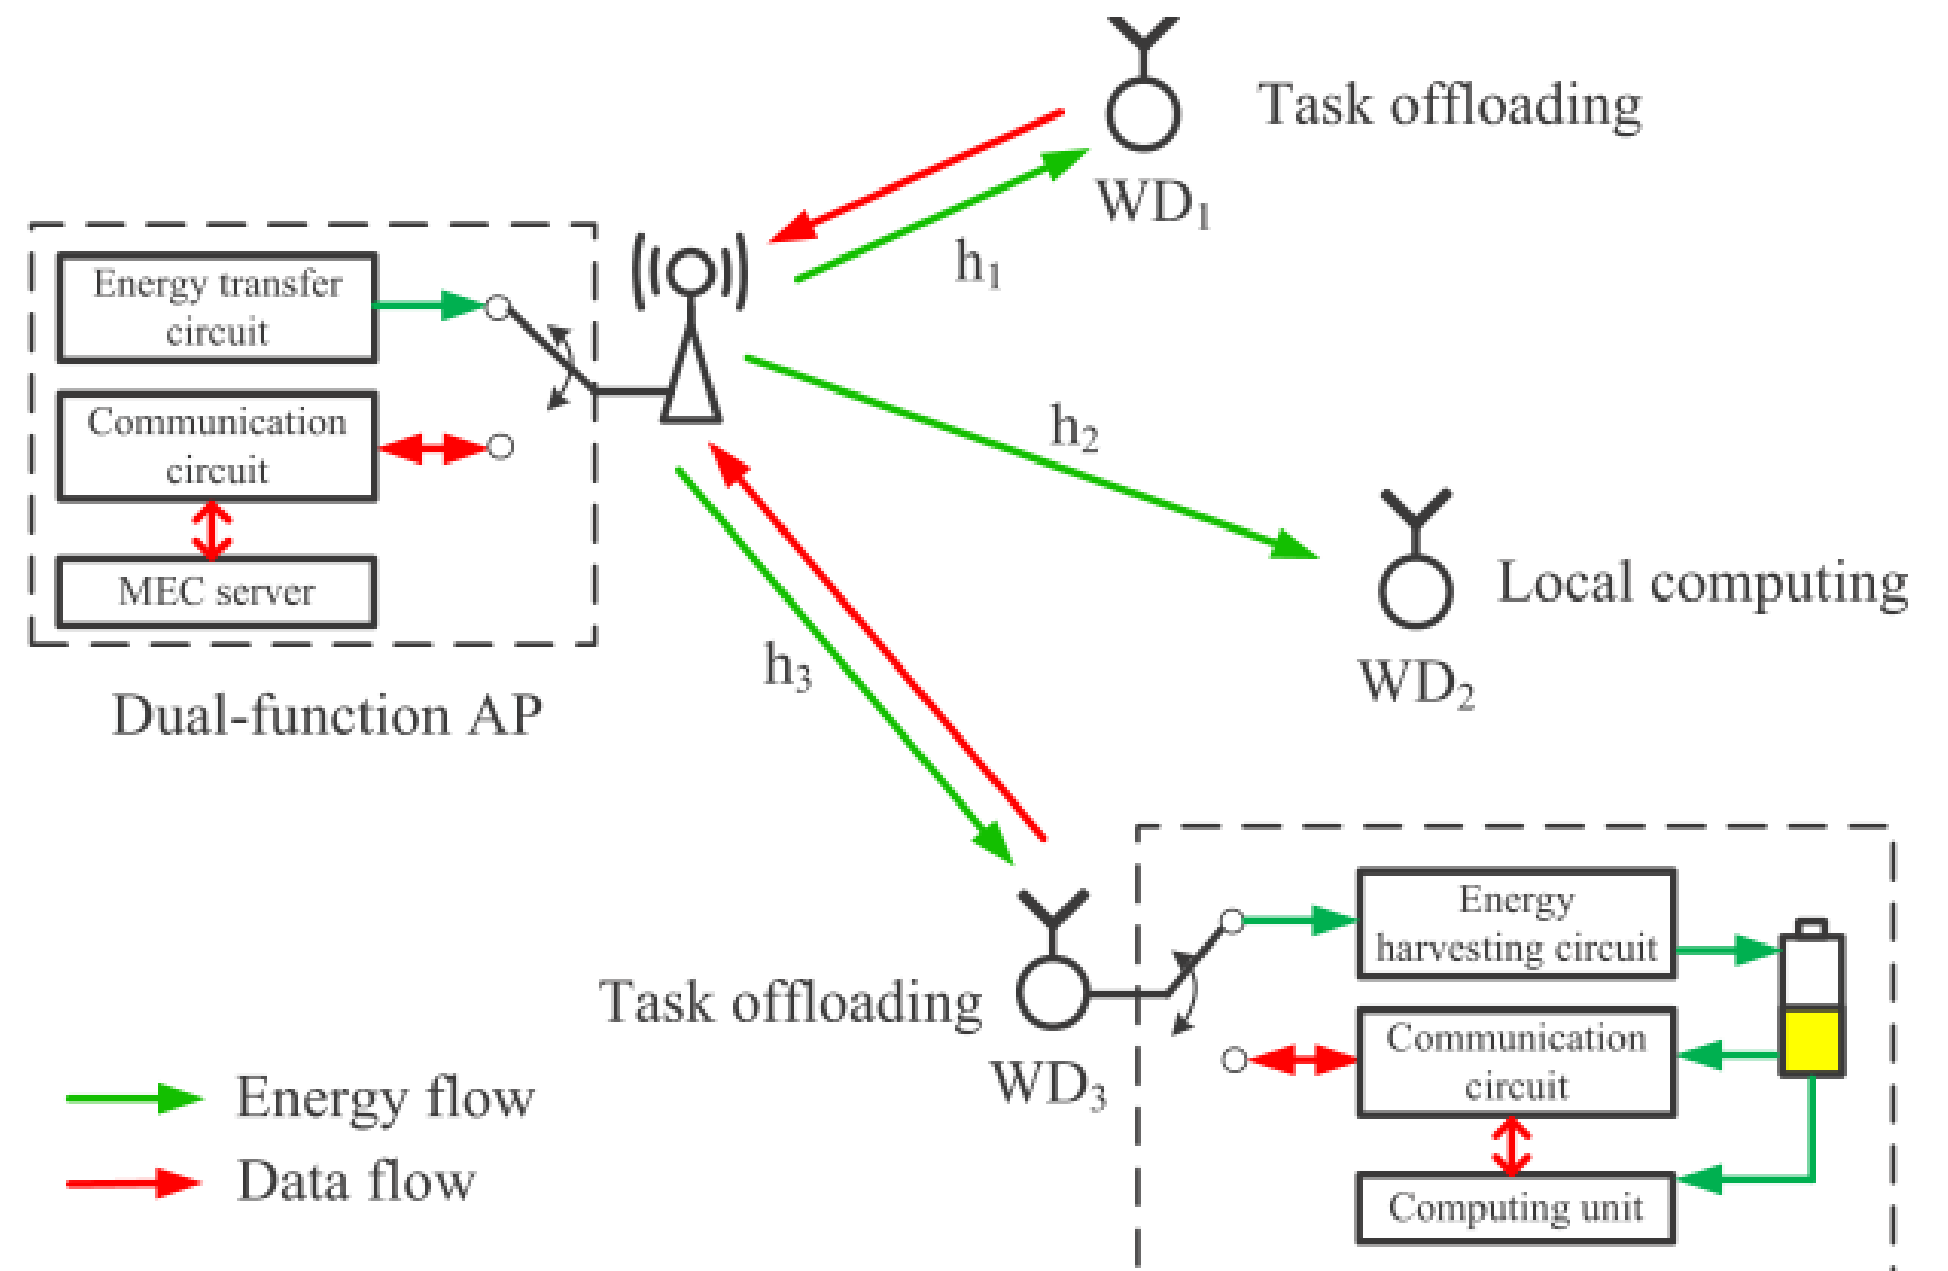 Task offloading
WD₁
h₁
Energy transfer
circuit
Communication
circuit
MEC server
Dual-function AP
h₂
Local computing
WD₂
h₃
Task offloading
WD₃
Energy
harvesting circuit
Communication
circuit
Computing unit
Energy flow
Data flow